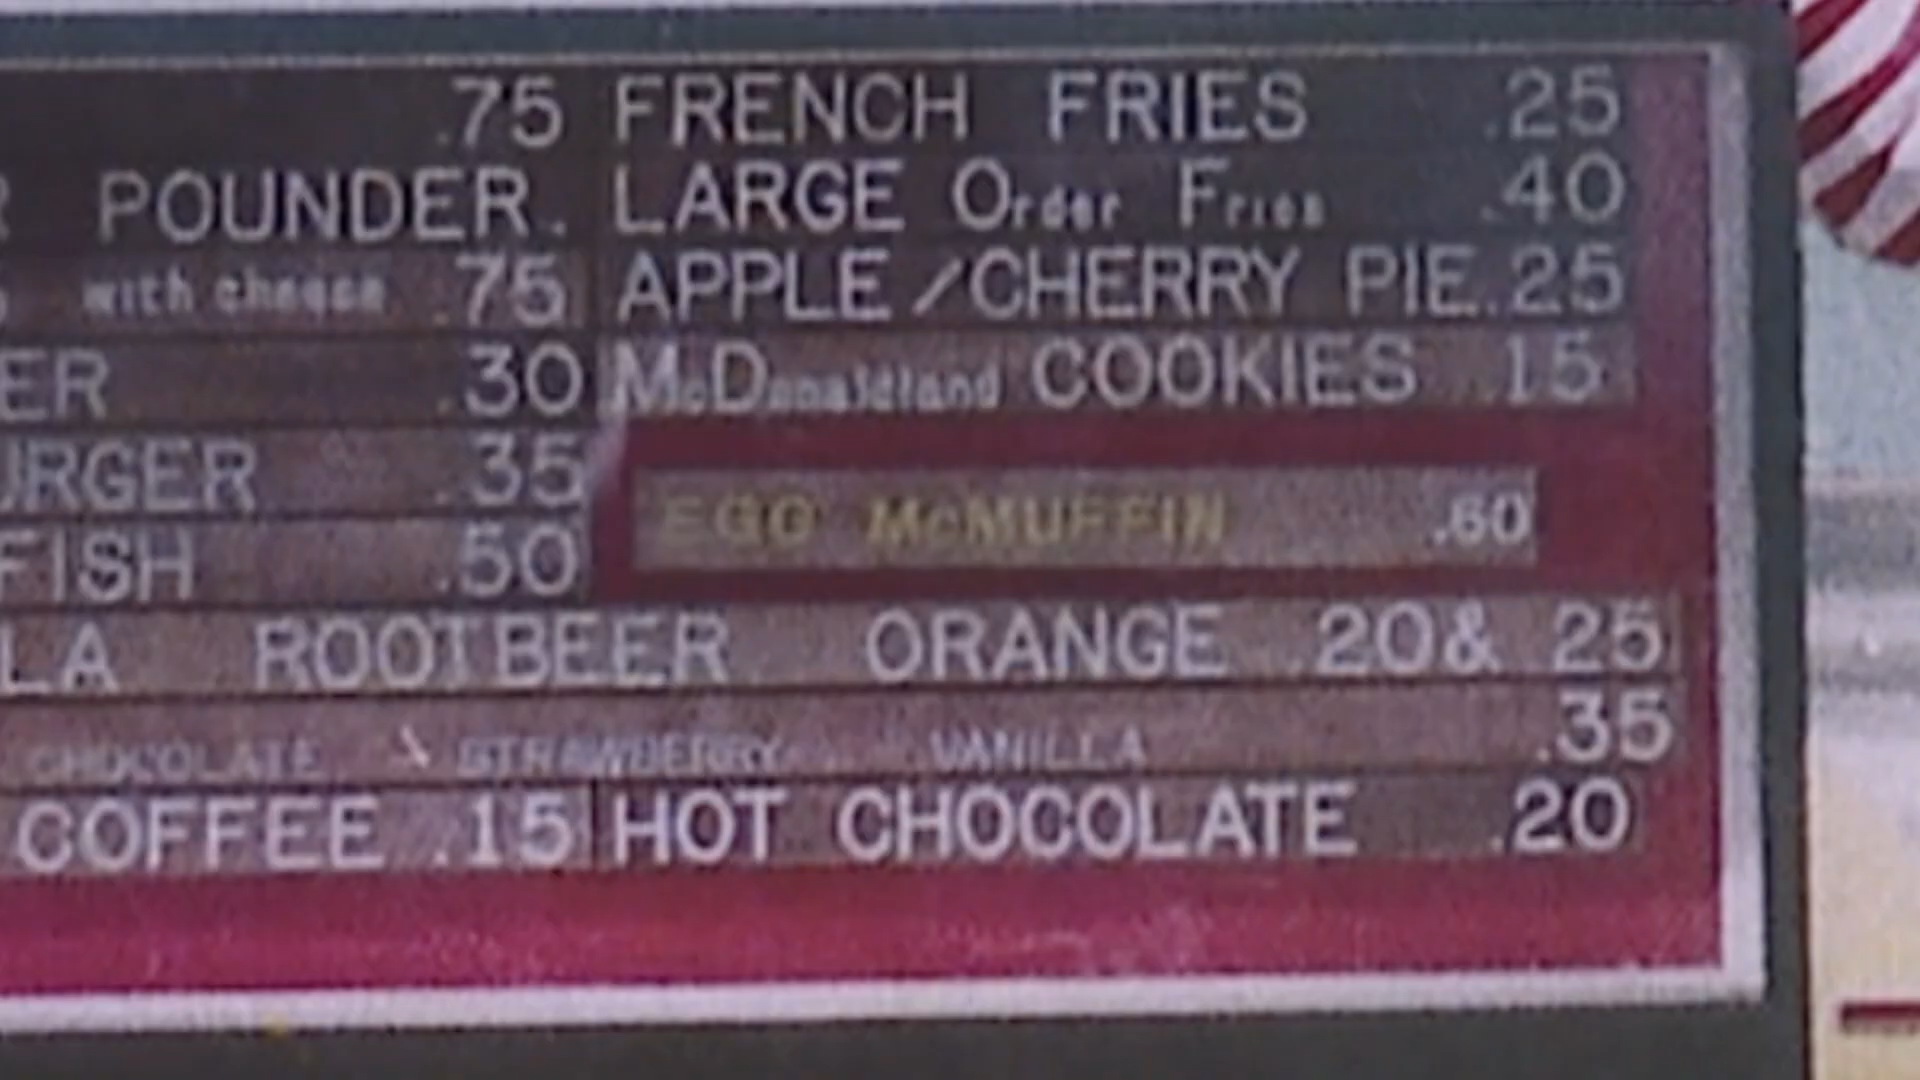 .75 FRENCH FRIES .25
R POUNDER. LARGE Order Fries .40
with cheese .75 APPLE/CHERRY PIE .25
ER .30 McDonaldland COOKIES .15
URGER .35
EGG McMUFFIN .60
FISH .50
LA ROOTBEER ORANGE .20& .25
CHOCOLATE STRAWBERRY VANILLA .35
COFFEE .15 HOT CHOCOLATE .20